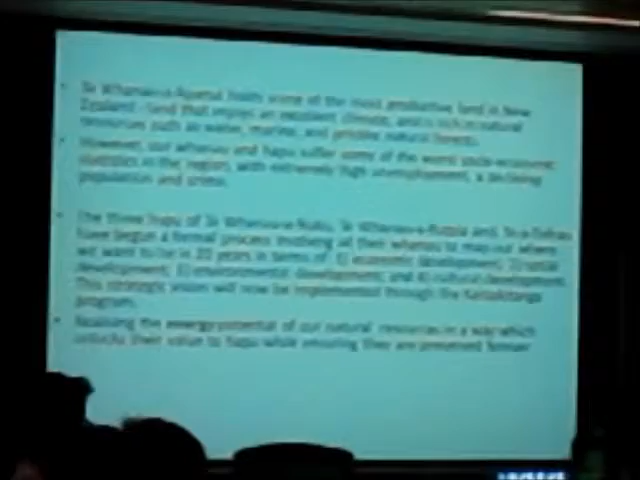 Te Whanau-a-Apanui holds some of the most productive land in New
Zealand - land that enjoys an excellent climate, and is rich in natural
resources such as water, marine, and pristine natural forests.
However, our whanau and hapu suffer some of the worst socio-economic
statistics in the region, with extremely high unemployment, a declining
population and crime.
The three hapu of Te Whanau-a- Te Whanau-a- and Te-a-
have begun a formal process involving all their whanau to map out where
we want to be in 20 years in terms of 1) economic development; 2) social
development; 3) environmental development; and 4) cultural development.
This strategic vision will now be implemented through the
program.
Realising the energy potential of our natural resources in a way which
unlocks their value to hapu while ensuring they are preserved forever